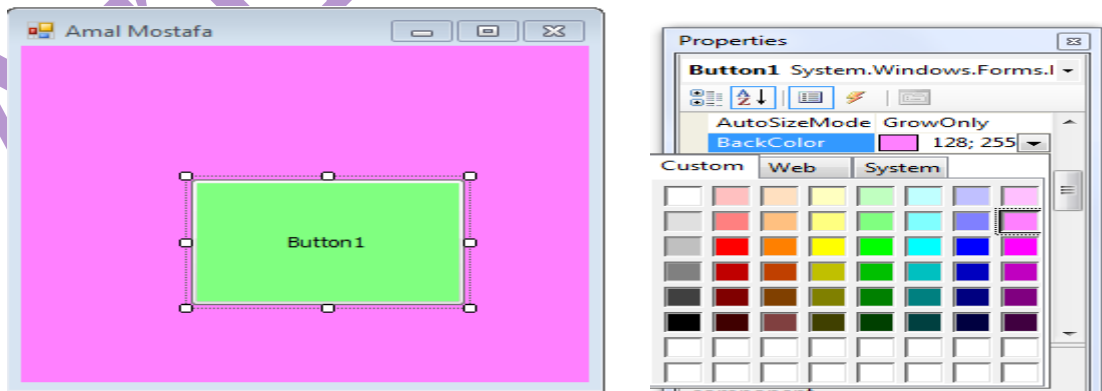 Amal Mostafa
Button1
Properties
Button1 System.Windows.Forms.I
AutoSizeMode GrowOnly
BackColor 128; 255
Custom Web System